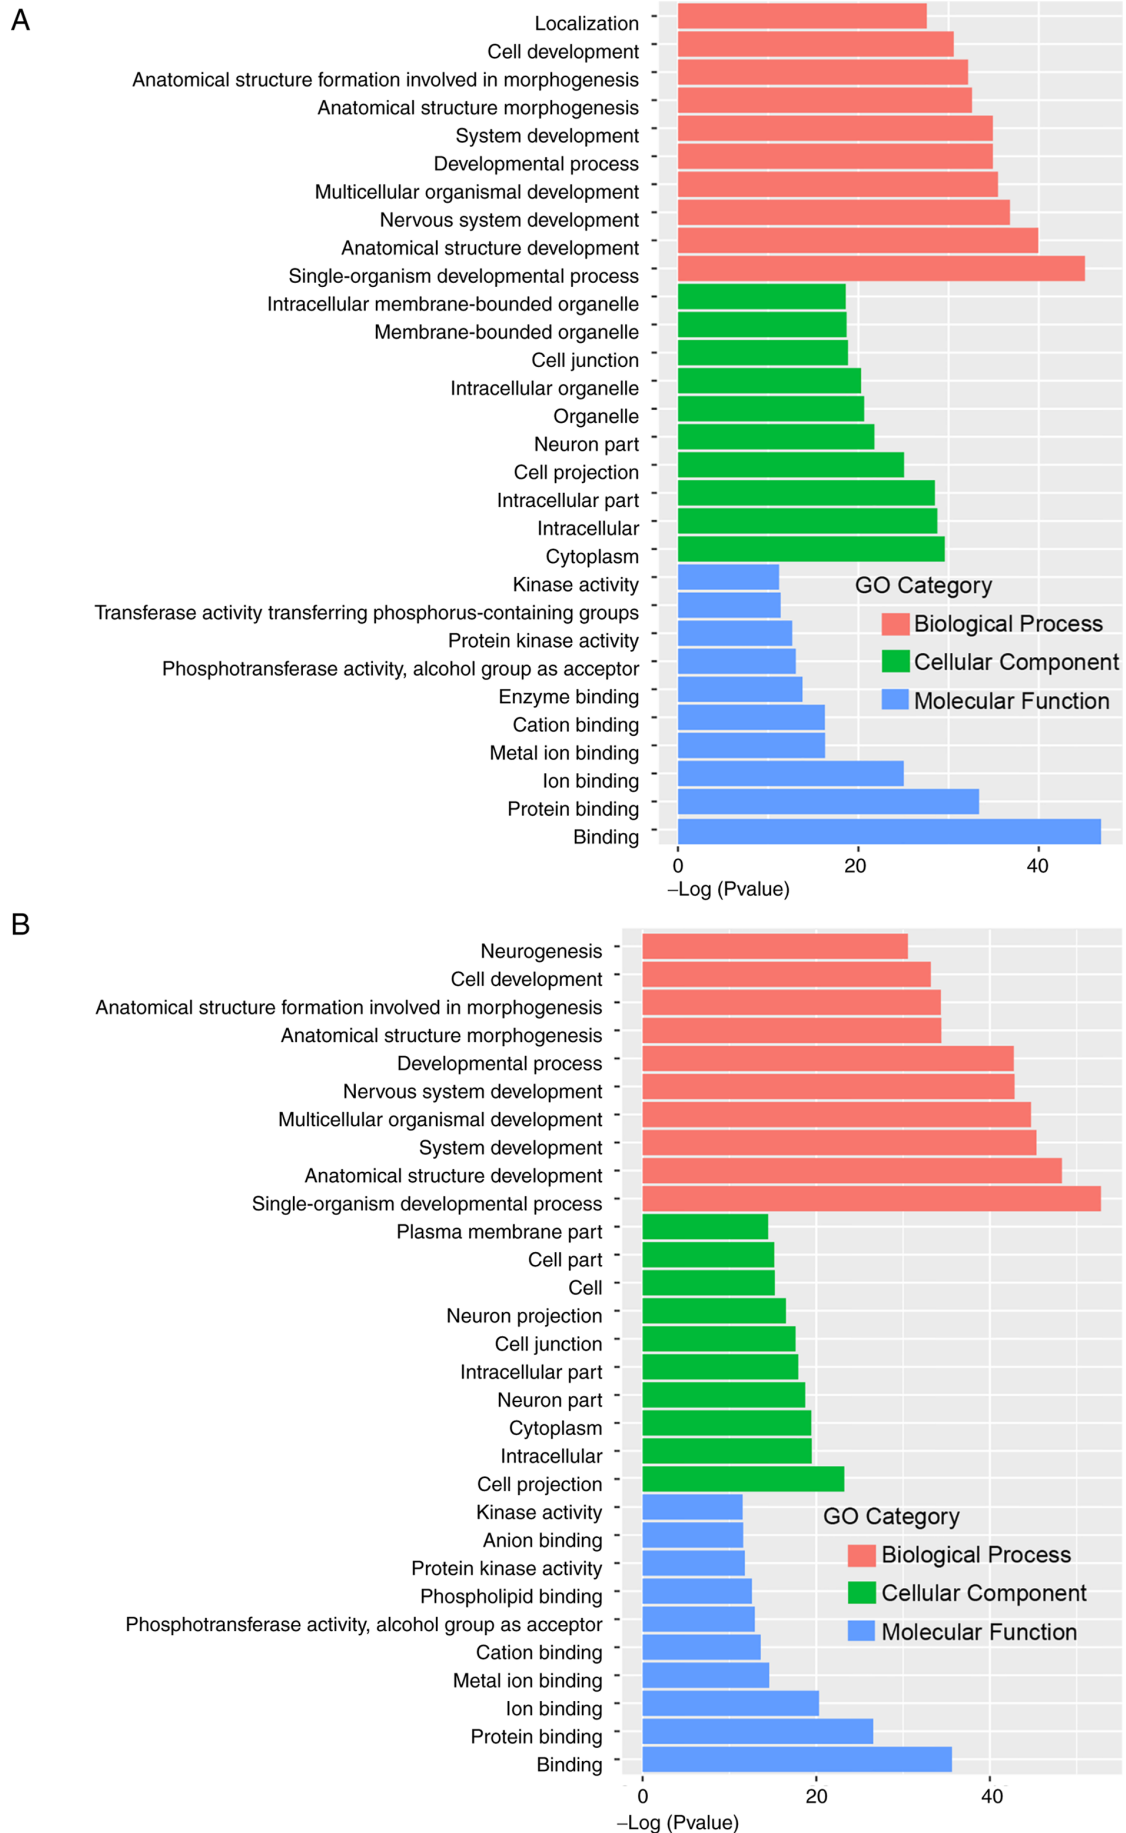 A
Localization
Cell development
Anatomical structure formation involved in morphogenesis
Anatomical structure morphogenesis
System development
Developmental process
Multicellular organismal development
Nervous system development
Anatomical structure development
Single-organism developmental process
Intracellular membrane-bounded organelle
Membrane-bounded organelle
Cell junction
Intracellular organelle
Organelle
Neuron part
Cell projection
Intracellular part
Intracellular
Cytoplasm
Kinase activity
Transferase activity transferring phosphorus-containing groups
Protein kinase activity
Phosphotransferase activity, alcohol group as acceptor
Enzyme binding
Cation binding
Metal ion binding
Ion binding
Protein binding
Binding
GO Category
Biological Process
Cellular Component
Molecular Function
0 20 40
–Log (Pvalue)
B
Neurogenesis
Cell development
Anatomical structure formation involved in morphogenesis
Anatomical structure morphogenesis
Developmental process
Nervous system development
Multicellular organismal development
System development
Anatomical structure development
Single-organism developmental process
Plasma membrane part
Cell part
Cell
Neuron projection
Cell junction
Intracellular part
Neuron part
Cytoplasm
Intracellular
Cell projection
Kinase activity
Anion binding
Protein kinase activity
Phospholipid binding
Phosphotransferase activity, alcohol group as acceptor
Cation binding
Metal ion binding
Ion binding
Protein binding
Binding
GO Category
Biological Process
Cellular Component
Molecular Function
0 20 40
–Log (Pvalue)